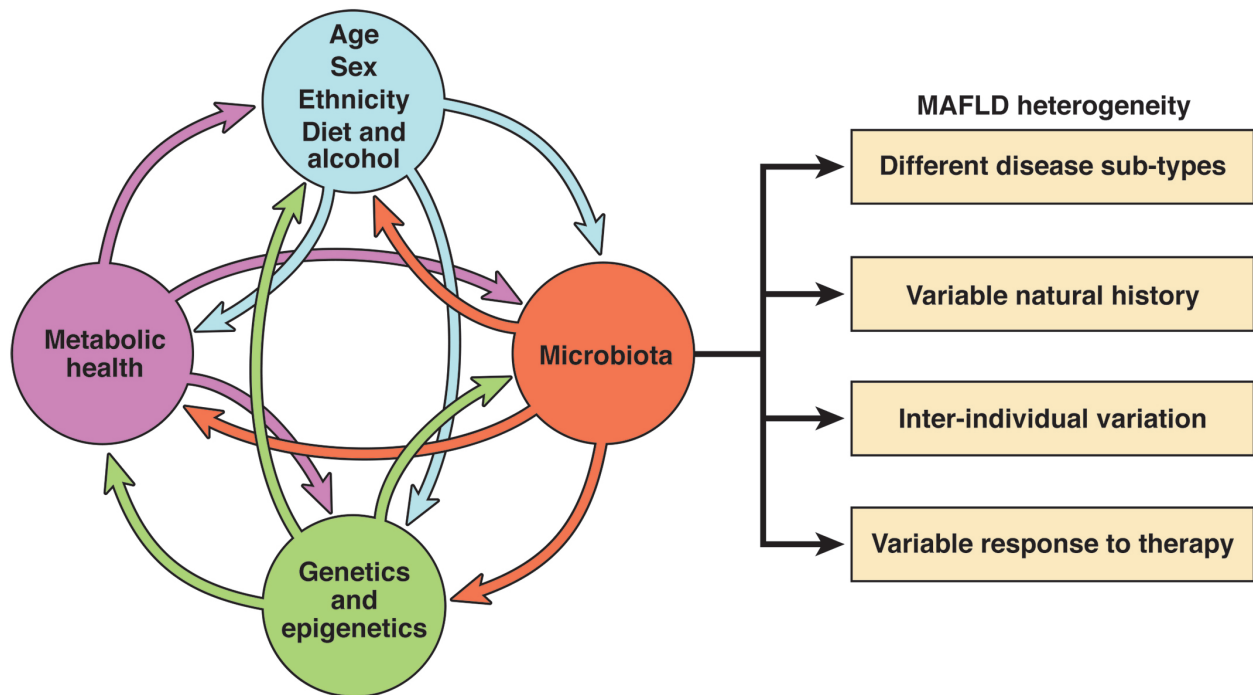 Age
Sex
Ethnicity
Diet and
alcohol
Metabolic
health
Microbiota
Genetics
and
epigenetics
MAFLD heterogeneity
Different disease sub-types
Variable natural history
Inter-individual variation
Variable response to therapy